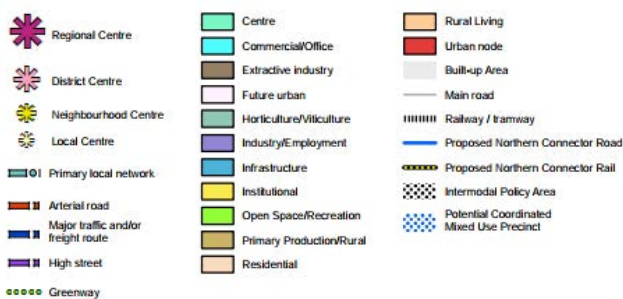 Regional Centre
District Centre
Neighbourhood Centre
Local Centre
Primary local network
Arterial road
Major traffic and/or
freight route
High street
Greenway
Centre
Commercial/Office
Extractive industry
Future urban
Horticulture/Viticulture
Industry/Employment
Infrastructure
Institutional
Open Space/Recreation
Primary Production/Rural
Residential
Rural Living
Urban node
Built-up Area
Main road
Railway / tramway
Proposed Northern Connector Road
Proposed Northern Connector Rail
Intermodal Policy Area
Potential Coordinated
Mixed Use Precinct